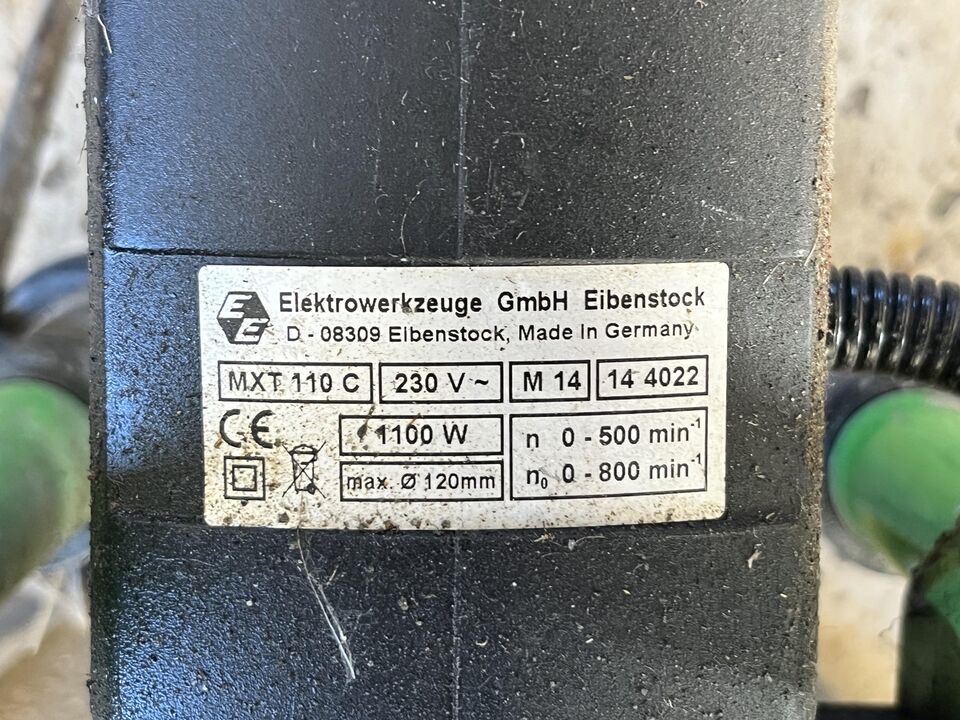 EE
Elektrowerkzeuge GmbH Eibenstock
D - 08309 Eibenstock, Made In Germany
MXT 110 C 230 V ~ M 14 14 4022
CE 1100 W n 0 - 500 min⁻¹
max. Ø 120mm n₀ 0 - 800 min⁻¹